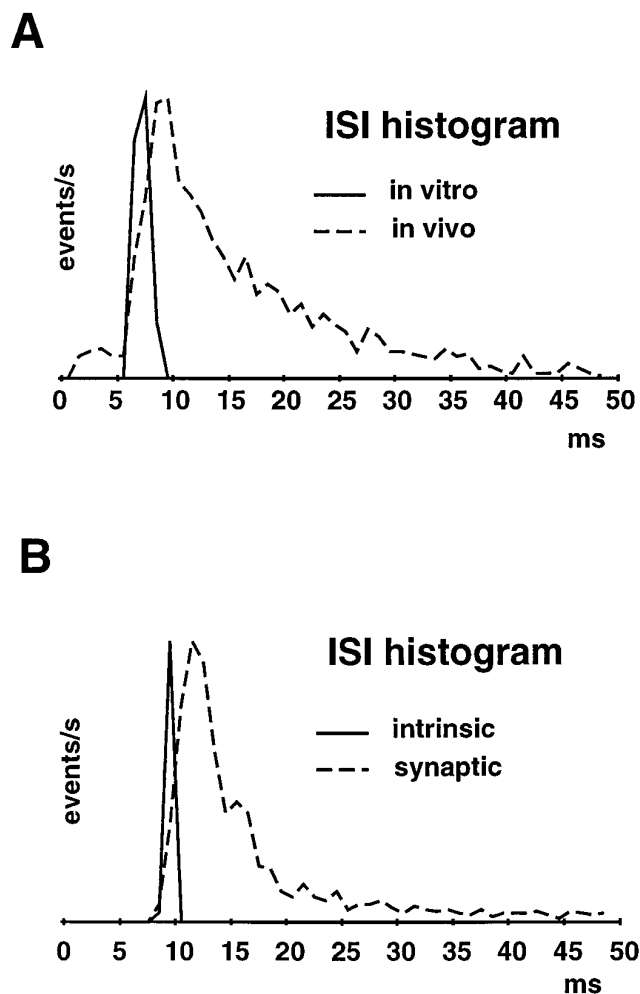 A
ISI histogram
in vitro
in vivo
events/s
0 5 10 15 20 25 30 35 40 45 50
ms
B
ISI histogram
intrinsic
synaptic
events/s
0 5 10 15 20 25 30 35 40 45 50
ms